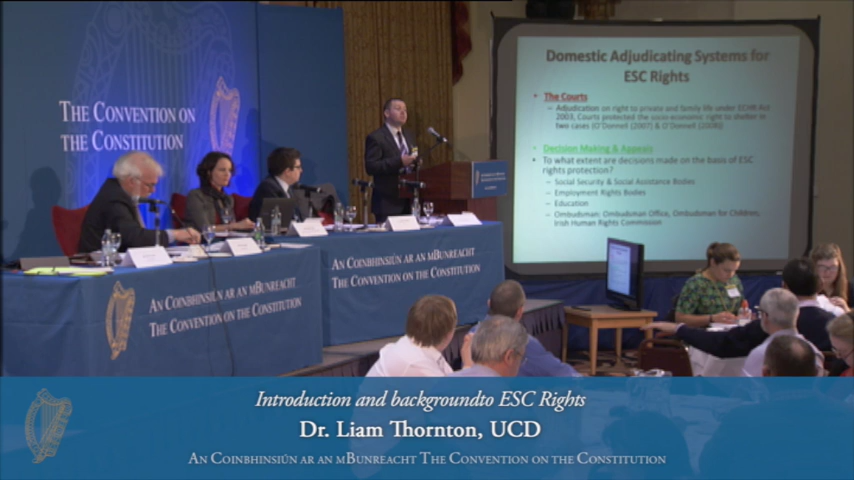 THE CONVENTION ON
THE CONSTITUTION
Domestic Adjudicating Systems for
ESC Rights
• The Courts
– Adjudication on right to private and family life under ECHR Act
2003, Courts protected the socio-economic right to shelter in
two cases (O'Donnell (2007) & O'Donnell (2008))
• Decision Making & Appeals
• To what extent are decisions made on the basis of ESC
rights protection?
– Social Security & Social Assistance Bodies
– Employment Rights Bodies
– Education
– Ombudsman: Ombudsman Office, Ombudsman for Children;
Irish Human Rights Commission
AN COINBHINSIÚN AR AN MBUNREACHT
THE CONVENTION ON THE CONSTITUTION
AN COINBHINSIÚN AR AN MBUNREACHT
THE CONVENTION ON THE CONSTITUTION
Introduction and backgroundto ESC Rights
Dr. Liam Thornton, UCD
AN COINBHINSIÚN AR AN MBUNREACHT THE CONVENTION ON THE CONSTITUTION